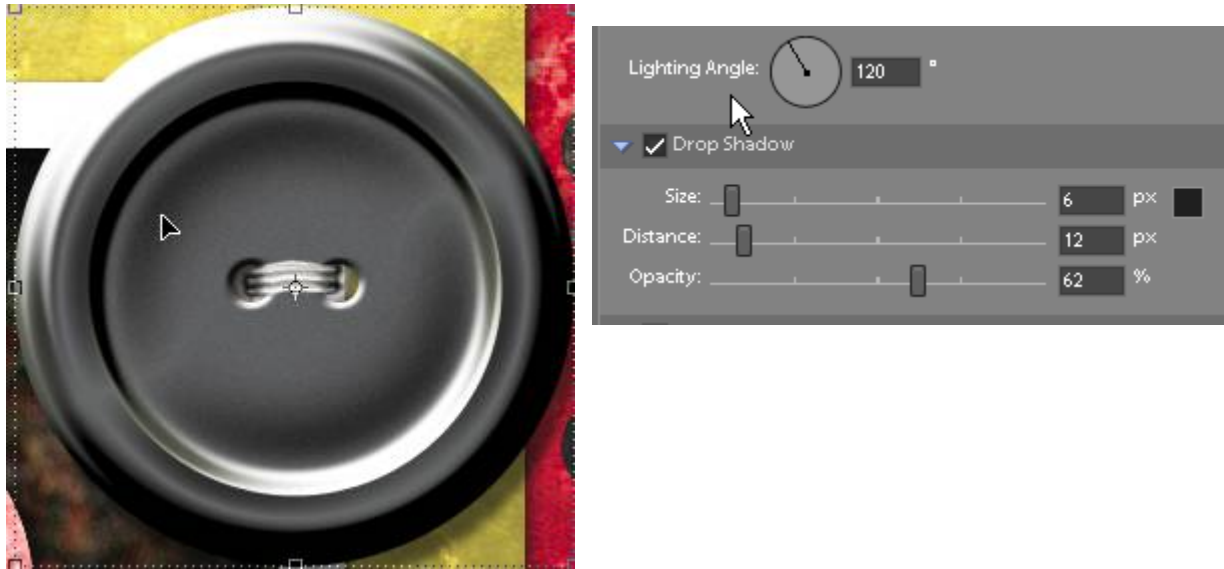 Lighting Angle: 120 °
Drop Shadow
Size: 6 px
Distance: 12 px
Opacity: 62 %